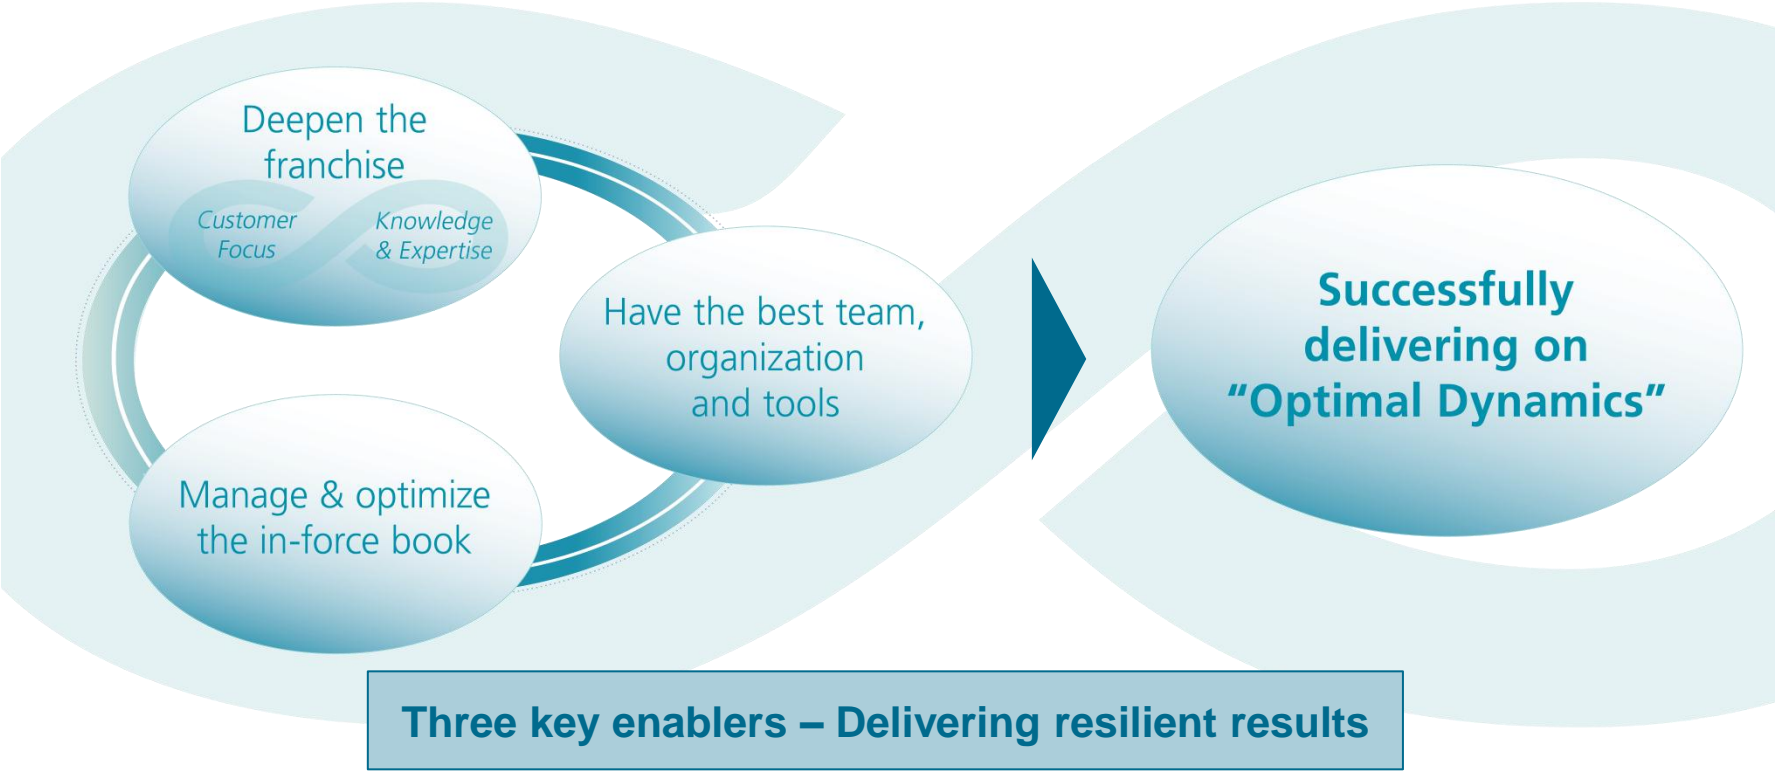 Deepen the
franchise
Customer
Focus
Knowledge
& Expertise
Have the best team,
organization
and tools
Manage & optimize
the in-force book
Successfully
delivering on
“Optimal Dynamics”
Three key enablers – Delivering resilient results